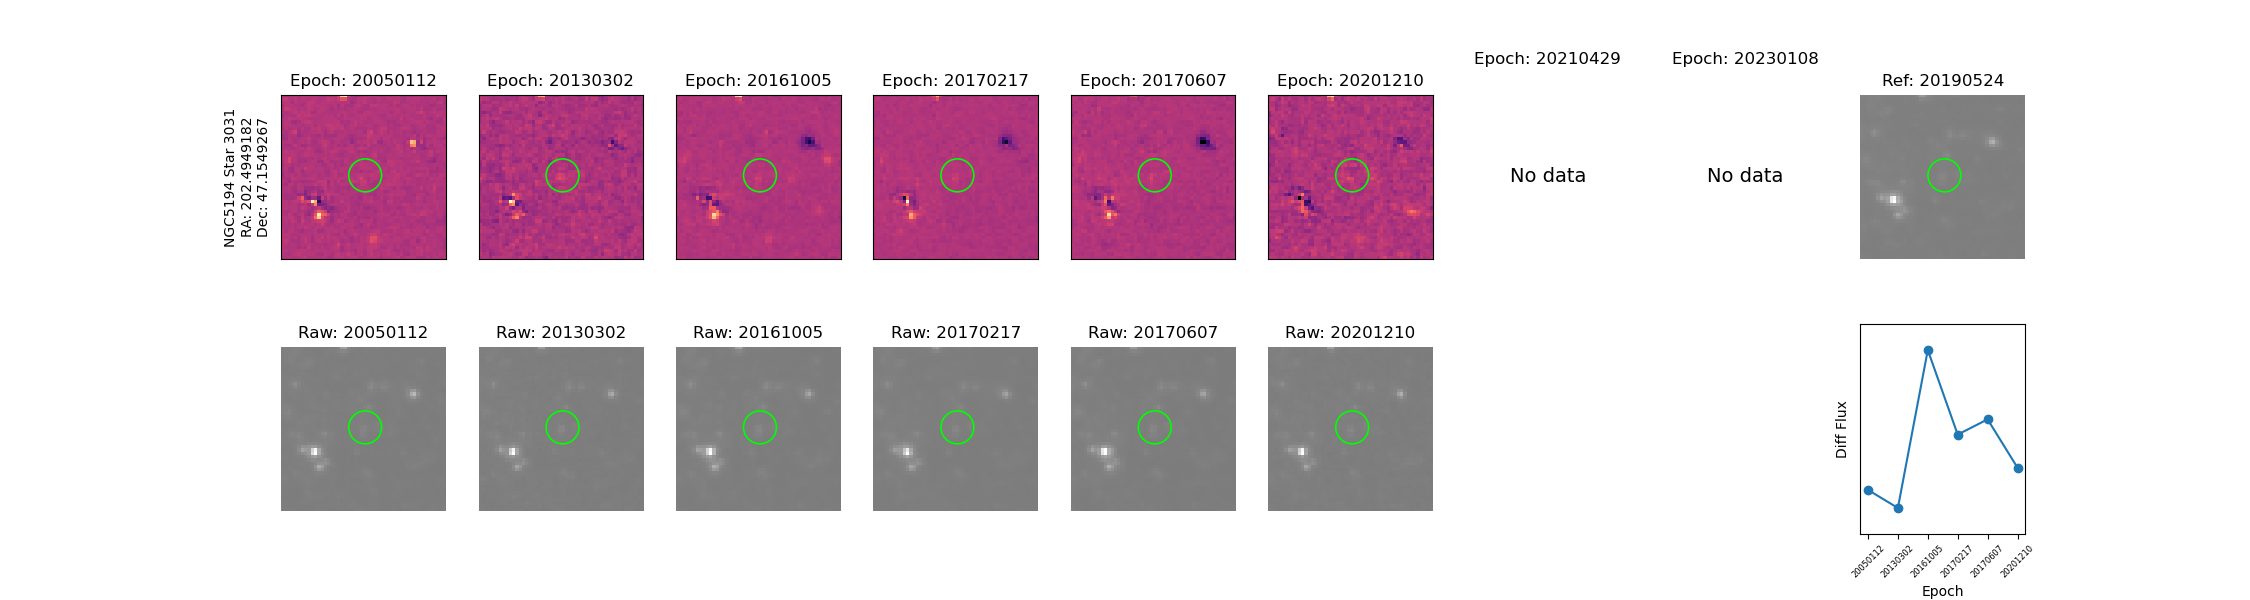 Epoch: 20210429
Epoch: 20230108
Epoch: 20050112
Epoch: 20130302
Epoch: 20161005
Epoch: 20170217
Epoch: 20170607
Epoch: 20201210
Ref: 20190524
NGC5194 Star 3031
RA: 202.4949182
Dec: 47.1549267
No data
No data
Raw: 20050112
Raw: 20130302
Raw: 20161005
Raw: 20170217
Raw: 20170607
Raw: 20201210
Diff Flux
20050112
20130302
20161005
20170217
20170607
20201210
Epoch